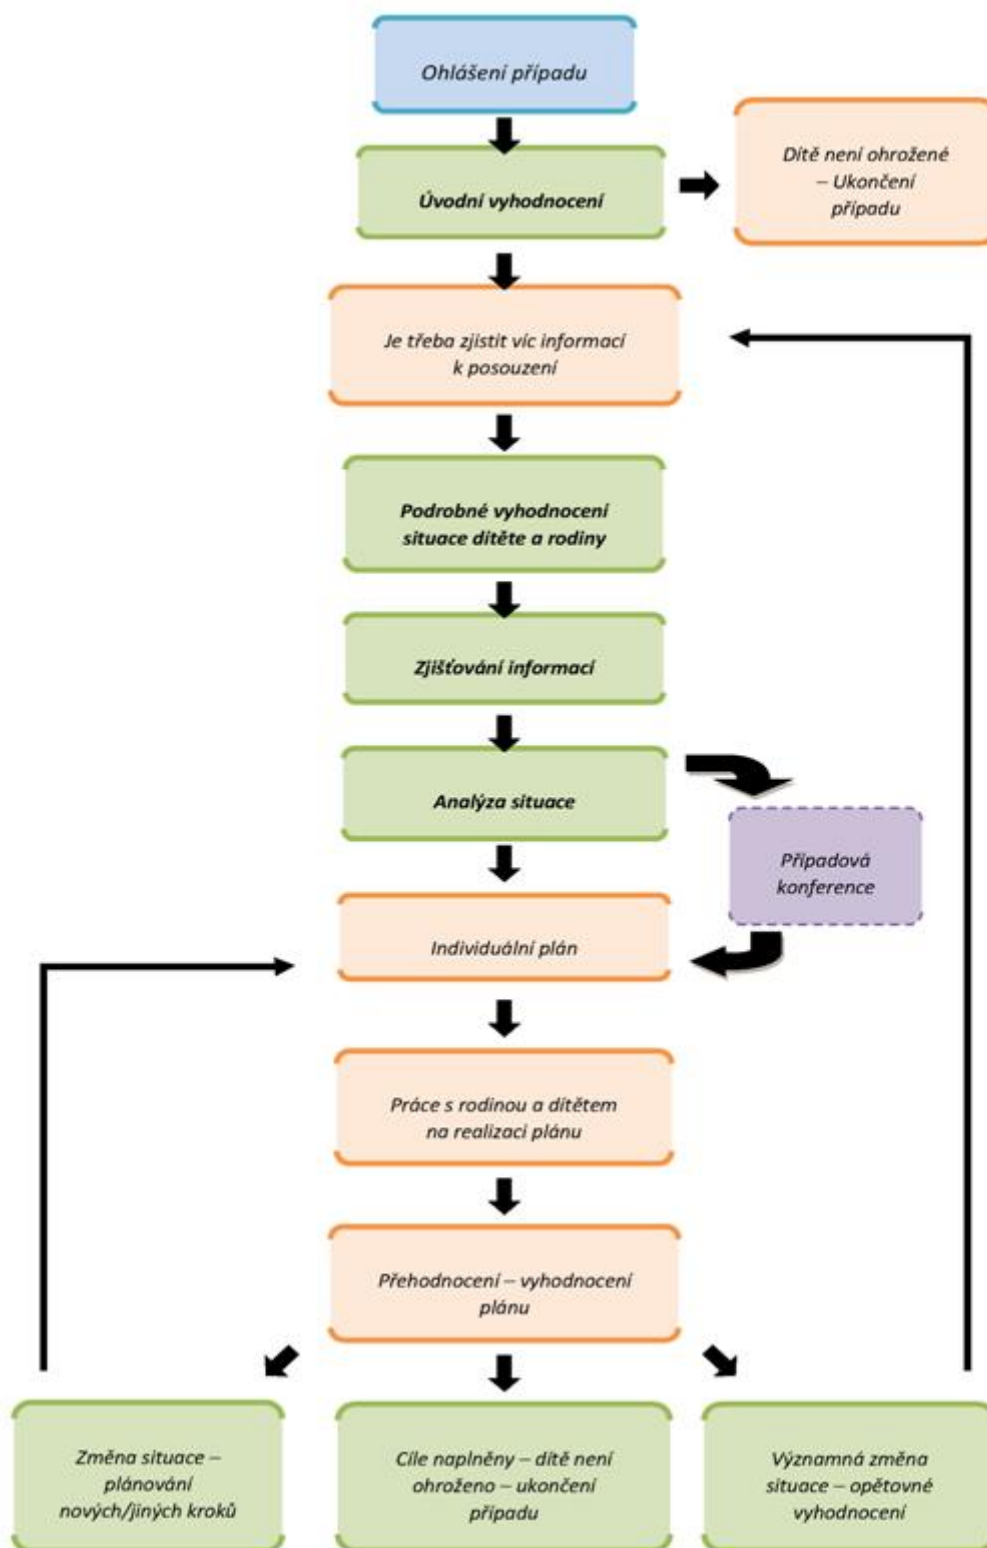 Ohlášení případu
Dítě není ohrožené
– Ukončení
případu
Úvodní vyhodnocení
Je třeba zjistit víc informací
k posouzení
Podrobné vyhodnocení
situace dítěte a rodiny
Zjišťování informací
Analýza situace
Případová
konference
Individuální plán
Práce s rodinou a dítětem
na realizaci plánu
Přehodnocení – vyhodnocení
plánu
Změna situace –
plánování
nových/jiných kroků
Cíle naplněny – dítě není
ohroženo – ukončení
případu
Významná změna
situace – opětovné
vyhodnocení